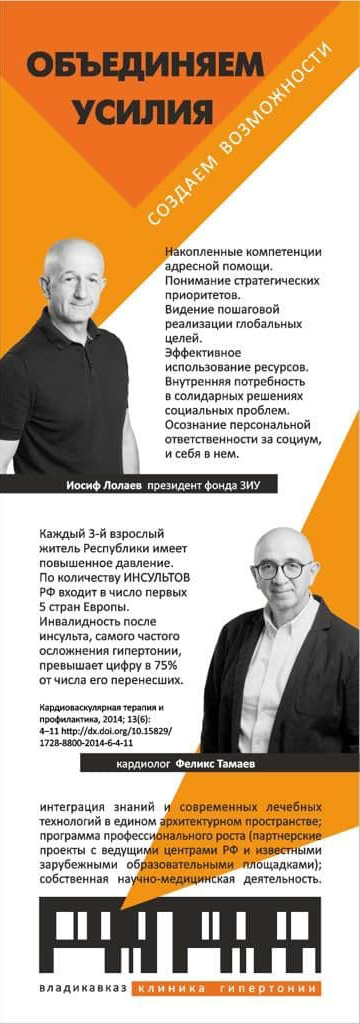 ОБЪЕДИНЯЕМ
УСИЛИЯ
СОЗДАЕМ ВОЗМОЖНОСТИ
Накопленные компетенции
адресной помощи.
Понимание стратегических
приоритетов.
Видение пошаговой
реализации глобальных
целей.
Эффективное
использование ресурсов.
Внутренняя потребность
в солидарных решениях
социальных проблем.
Осознание персональной
ответственности за социум,
и себя в нем.
Иосиф Лолаев президент фонда ЗИУ
Каждый 3-й взрослый
житель Республики имеет
повышенное давление.
По количеству ИНСУЛЬТОВ
РФ входит в число первых
5 стран Европы.
Инвалидность после
инсульта, самого частого
осложнения гипертонии,
превышает цифру в 75%
от числа его перенесших.
Кардиоваскулярная терапия и
профилактика, 2014; 13(6):
4–11 http://dx.doi.org/10.15829/
1728-8800-2014-6-4-11
кардиолог Феликс Тамаев
интеграция знаний и современных лечебных
технологий в едином архитектурном пространстве;
программа профессионального роста (партнерские
проекты с ведущими центрами РФ и известными
зарубежными образовательными площадками);
собственная научно-медицинская деятельность.
владикавказ клиника гипертонии